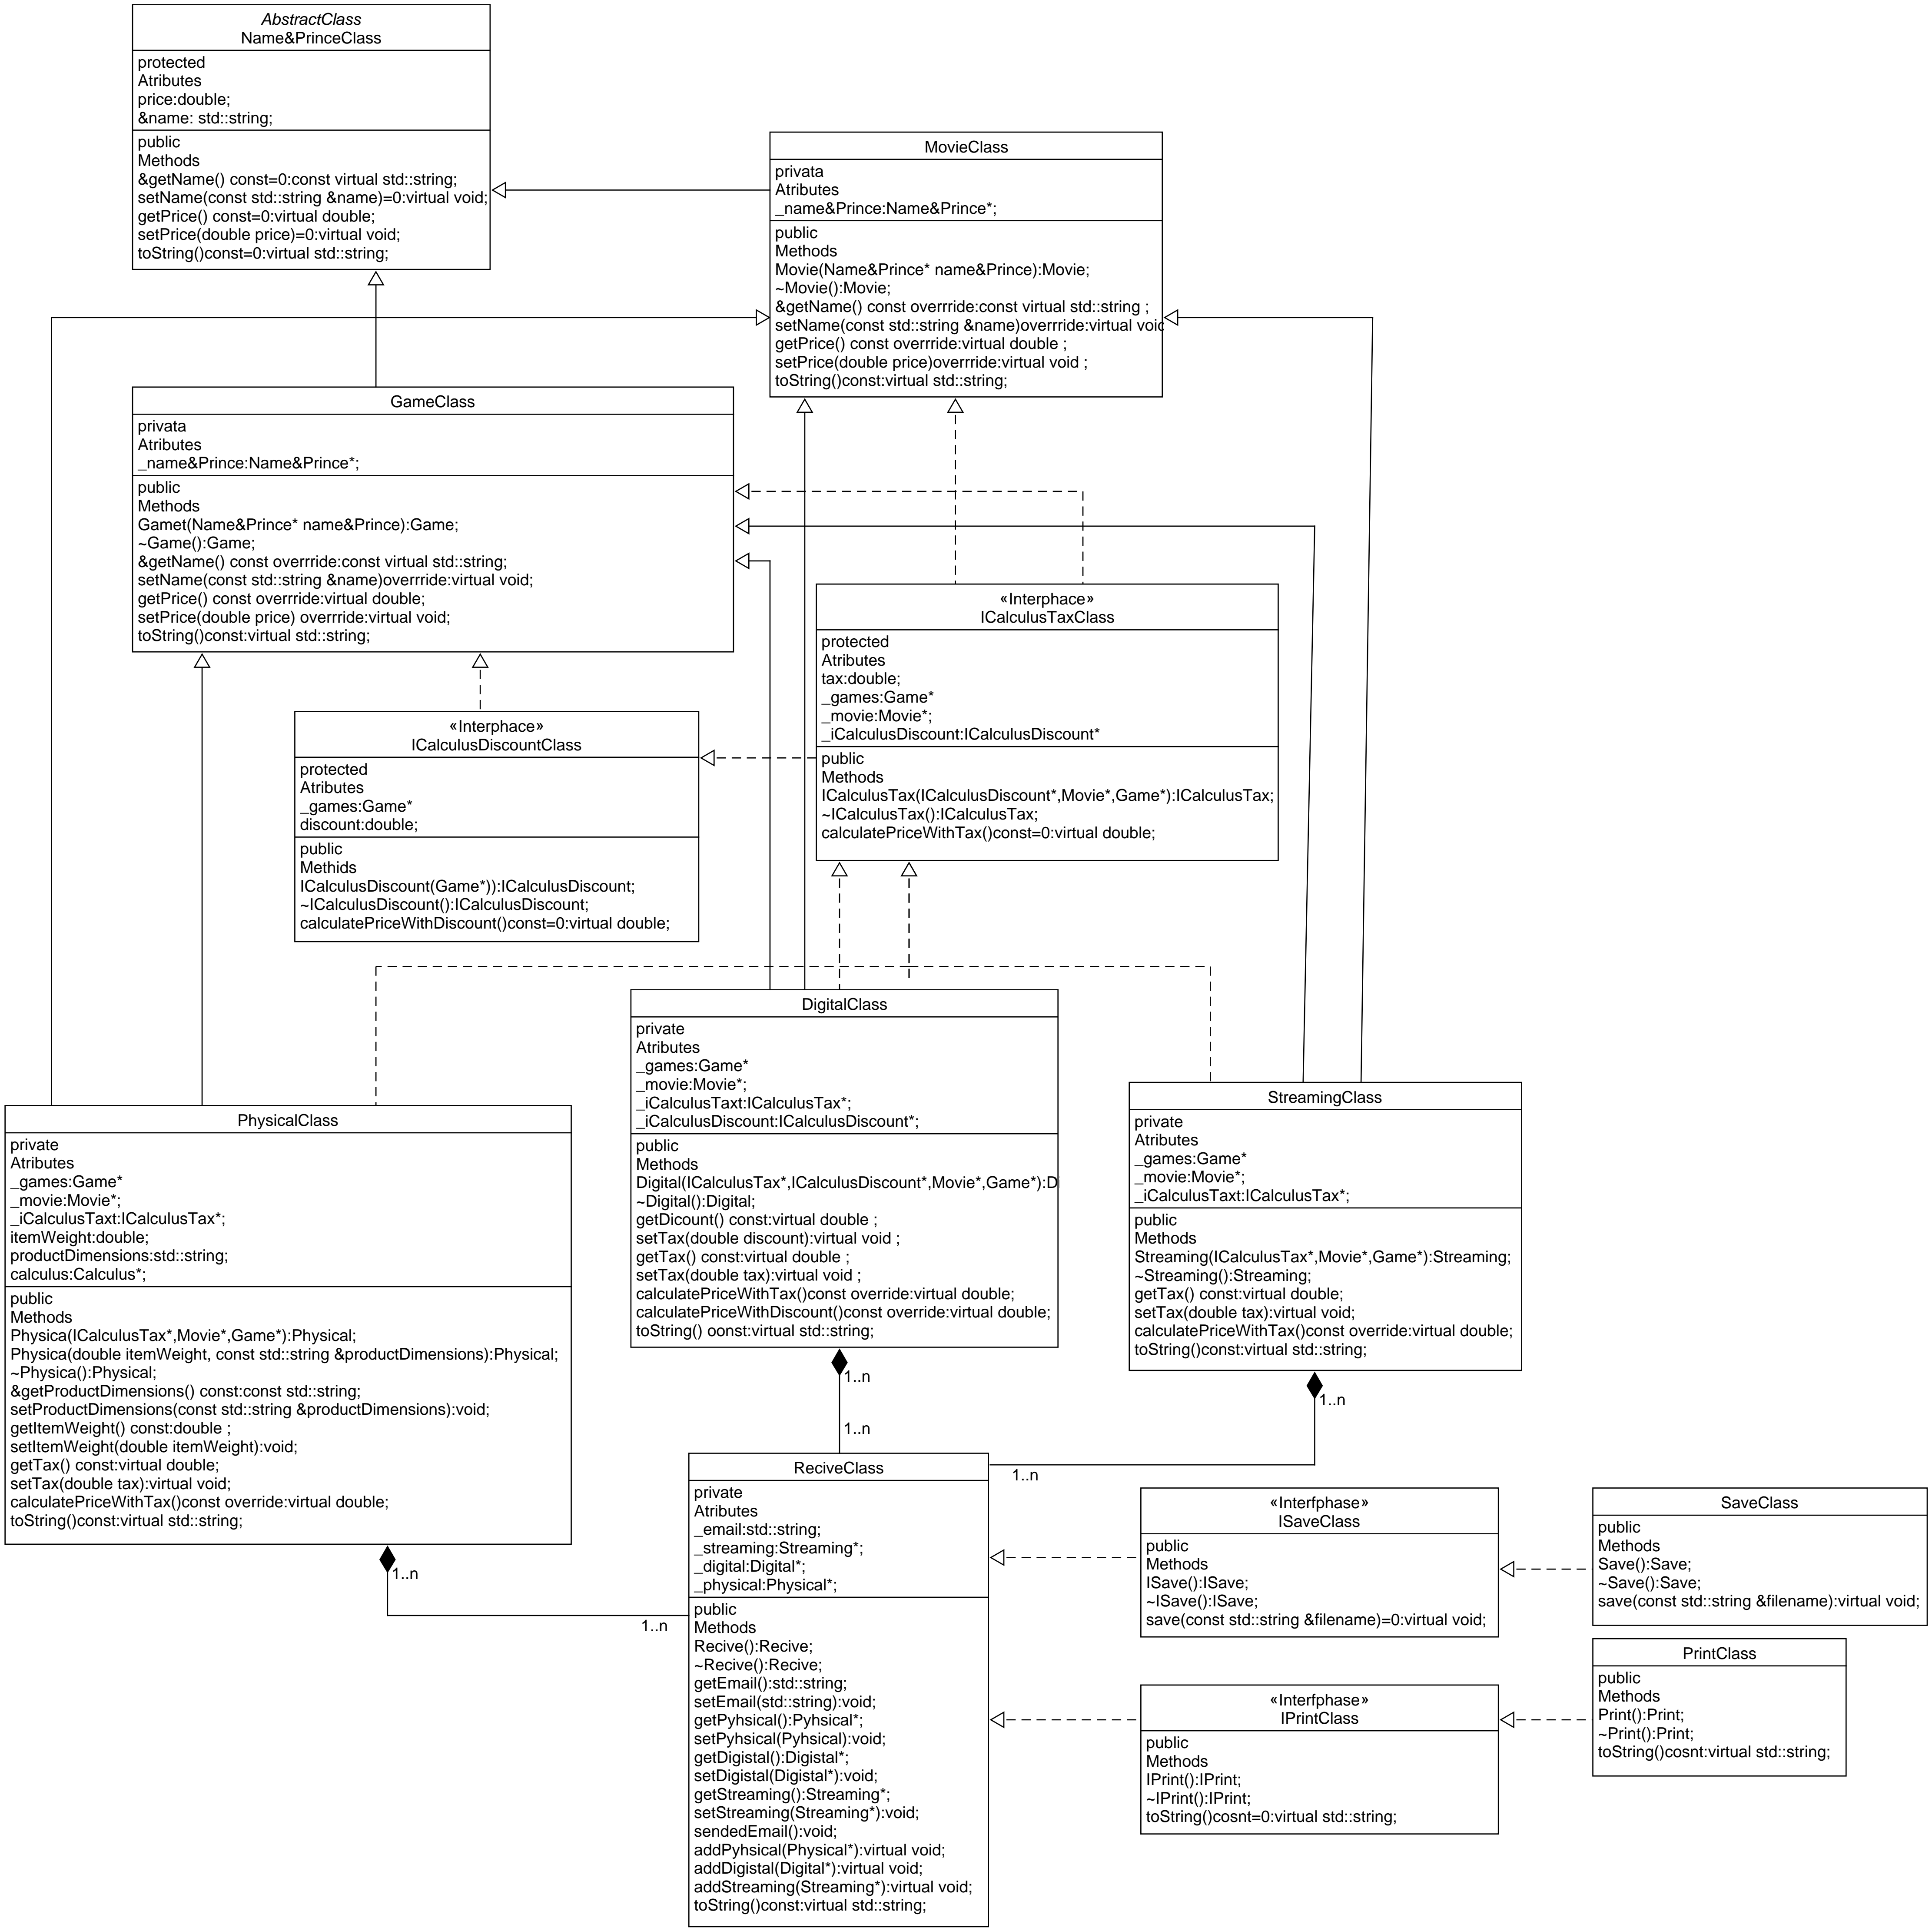 AbstractClass
Name&PrinceClass
protected
Atributes
price:double;
&name: std::string;
public
Methods
&getName() const=0:const virtual std::string;
setName(const std::string &name)=0:virtual void;
getPrice() const=0:virtual double;
setPrice(double price)=0:virtual void;
toString()const=0:virtual std::string;
MovieClass
privata
Atributes
_name&Prince:Name&Prince*;
public
Methods
Movie(Name&Prince* name&Prince):Movie;
~Movie():Movie;
&getName() const overrride:const virtual std::string ;
setName(const std::string &name)overrride:virtual voic
getPrice() const overrride:virtual double ;
setPrice(double price)overrride:virtual void ;
toString()const:virtual std::string;
GameClass
privata
Atributes
_name&Prince:Name&Prince*;
public
Methods
Gamet(Name&Prince* name&Prince):Game;
~Game():Game;
&getName() const overrride:const virtual std::string;
setName(const std::string &name)overrride:virtual void;
getPrice() const overrride:virtual double;
setPrice(double price) overrride:virtual void;
toString()const:virtual std::string;
«Interphace»
ICalculusTaxClass
protected
Atributes
tax:double;
_games:Game*
_movie:Movie*;
_iCalculusDiscount:ICalculusDiscount*
public
Methods
ICalculusTax(ICalculusDiscount*,Movie*,Game*):ICalculusTax;
~ICalculusTax():ICalculusTax;
calculatePriceWithTax()const=0:virtual double;
«Interphace»
ICalculusDiscountClass
protected
Atributes
_games:Game*
discount:double;
public
Methids
ICalculusDiscount(Game*)):ICalculusDiscount;
~ICalculusDiscount():ICalculusDiscount;
calculatePriceWithDiscount()const=0:virtual double;
DigitalClass
private
Atributes
_games:Game*
_movie:Movie*;
_iCalculusTaxt:ICalculusTax*;
_iCalculusDiscount:ICalculusDiscount*;
public
Methods
Digital(ICalculusTax*,ICalculusDiscount*,Movie*,Game*):D
~Digital():Digital;
getDicount() const:virtual double ;
setTax(double discount):virtual void ;
getTax() const:virtual double ;
setTax(double tax):virtual void ;
calculatePriceWithTax()const override:virtual double;
calculatePriceWithDiscount()const override:virtual double;
toString() oonst:virtual std::string;
1..n
1..n
StreamingClass
private
Atributes
_games:Game*
_movie:Movie*;
_iCalculusTaxt:ICalculusTax*;
public
Methods
Streaming(ICalculusTax*,Movie*,Game*):Streaming;
~Streaming():Streaming;
getTax() const:virtual double;
setTax(double tax):virtual void;
calculatePriceWithTax()const override:virtual double;
toString()const:virtual std::string;
1..n
1..n
PhysicalClass
private
Atributes
_games:Game*
_movie:Movie*;
_iCalculusTaxt:ICalculusTax*;
itemWeight:double;
productDimensions:std::string;
calculus:Calculus*;
public
Methods
Physica(ICalculusTax*,Movie*,Game*):Physical;
Physica(double itemWeight, const std::string &productDimensions):Physical;
~Physica():Physical;
&getProductDimensions() const:const std::string;
setProductDimensions(const std::string &productDimensions):void;
getItemWeight() const:double ;
setItemWeight(double itemWeight):void;
getTax() const:virtual double;
setTax(double tax):virtual void;
calculatePriceWithTax()const override:virtual double;
toString()const:virtual std::string;
1..n
1..n
ReciveClass
private
Atributes
_email:std::string;
_streaming:Streaming*;
_digital:Digital*;
_physical:Physical*;
public
Methods
Recive():Recive;
~Recive():Recive;
getEmail():std::string;
setEmail(std::string):void;
getPyhsical():Pyhsical*;
setPyhsical(Pyhsical):void;
getDigistal():Digistal*;
setDigistal(Digistal*):void;
getStreaming():Streaming*;
setStreaming(Streaming*):void;
sendedEmail():void;
addPyhsical(Physical*):virtual void;
addDigistal(Digital*):virtual void;
addStreaming(Streaming*):virtual void;
toString()const:virtual std::string;
«Interfphase»
ISaveClass
public
Methods
ISave():ISave;
~ISave():ISave;
save(const std::string &filename)=0:virtual void;
SaveClass
public
Methods
Save():Save;
~Save():Save;
save(const std::string &filename):virtual void;
«Interfphase»
IPrintClass
public
Methods
IPrint():IPrint;
~IPrint():IPrint;
toString()cosnt=0:virtual std::string;
PrintClass
public
Methods
Print():Print;
~Print():Print;
toString()cosnt:virtual std::string;